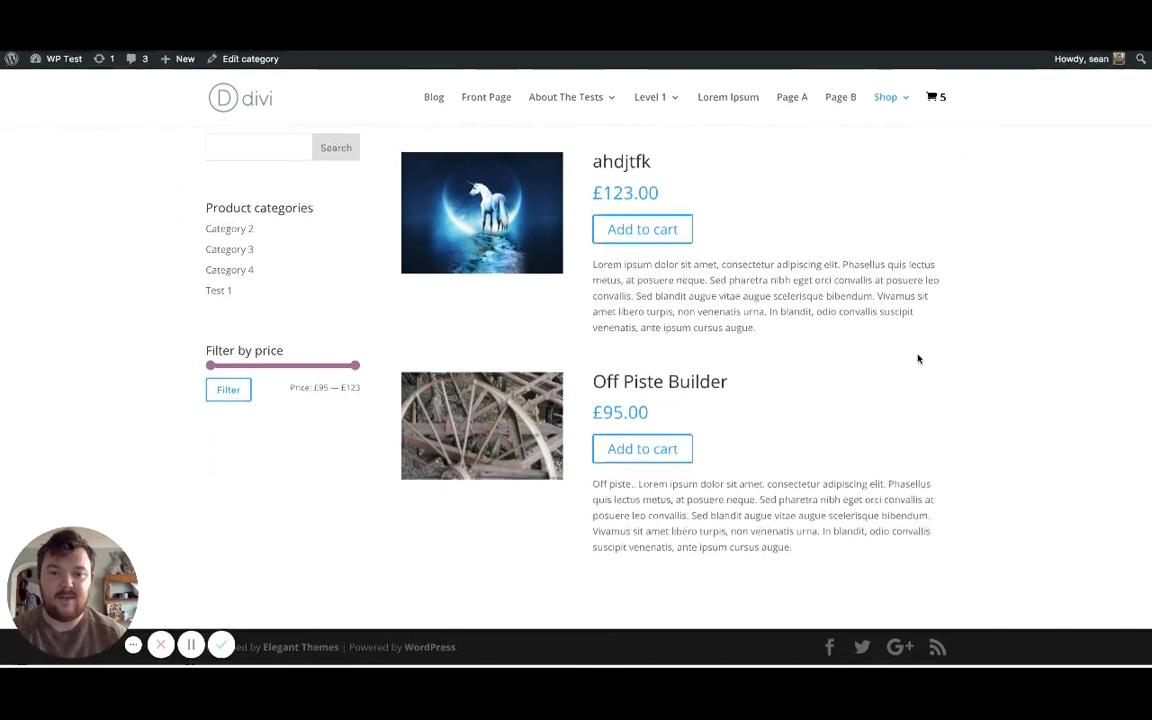 WP Test 1 3 New Edit category Howdy, sean
divi Blog Front Page About The Tests Level 1 Lorem Ipsum Page A Page B Shop 5
Search
Product categories
Category 2
Category 3
Category 4
Test 1
Filter by price
Filter Price: £95 — £123
ahdjtfk
£123.00
Add to cart
Lorem ipsum dolor sit amet, consectetur adipiscing elit. Phasellus quis lectus
metus, at posuere neque. Sed pharetra nibh eget orci convallis at posuere leo
convallis. Sed blandit augue vitae augue scelerisque bibendum. Vivamus sit
amet libero turpis, non venenatis urna. In blandit, odio convallis suscipit
venenatis, ante ipsum cursus augue.
Off Piste Builder
£95.00
Add to cart
Off piste.. Lorem ipsum dolor sit amet, consectetur adipiscing elit. Phasellus
quis lectus metus, at posuere neque. Sed pharetra nibh eget orci convallis at
posuere leo convallis. Sed blandit augue vitae augue scelerisque bibendum.
Vivamus sit amet libero turpis, non venenatis urna. In blandit, odio convallis
suscipit venenatis, ante ipsum cursus augue.
ed by Elegant Themes | Powered by WordPress